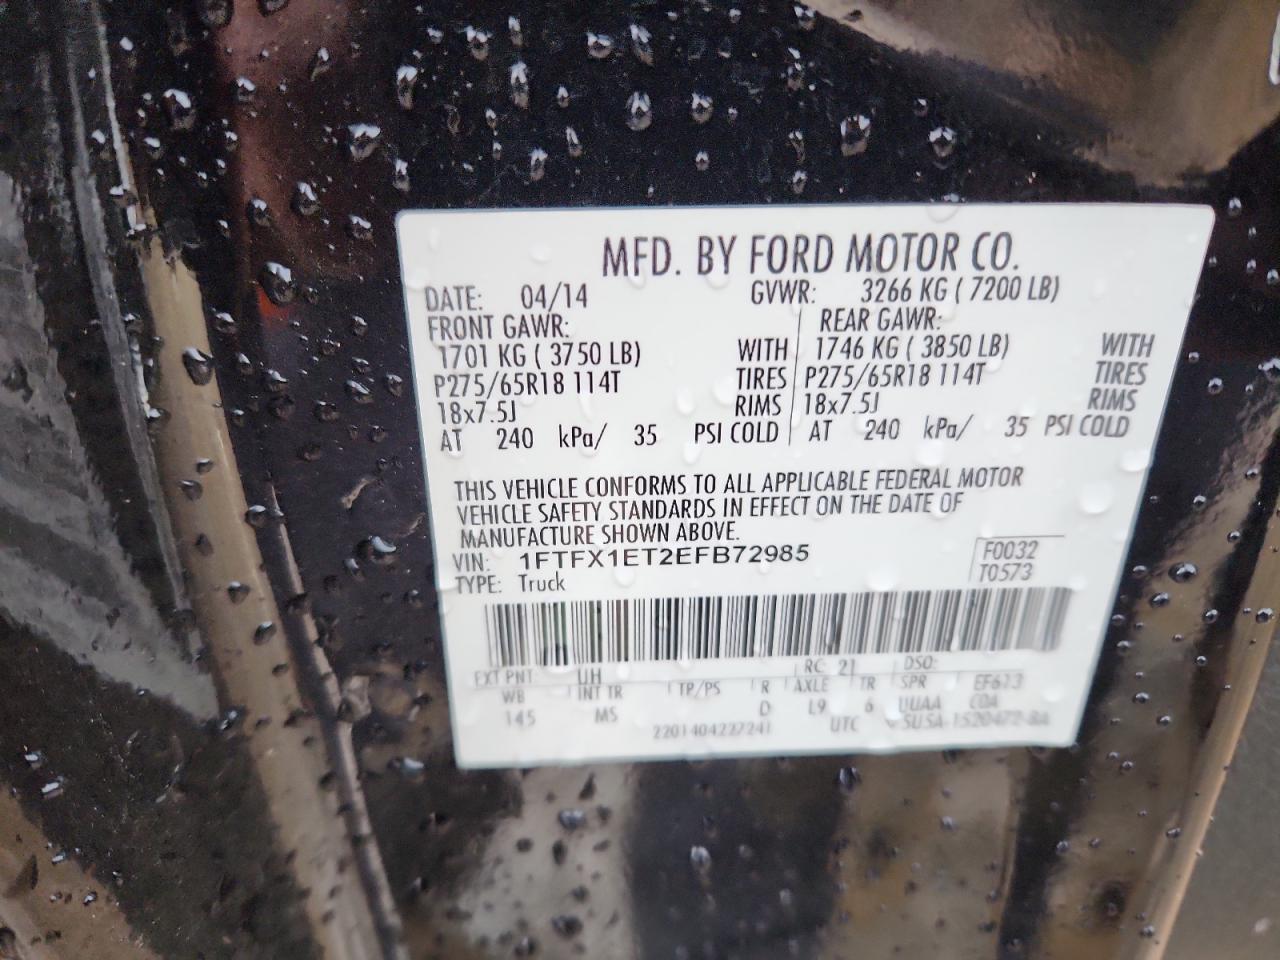 MFD. BY FORD MOTOR CO.
DATE: 04/14 GVWR: 3266 KG ( 7200 LB)
FRONT GAWR: REAR GAWR:
1701 KG ( 3750 LB) WITH 1746 KG ( 3850 LB) WITH
P275/65R18 114T TIRES P275/65R18 114T TIRES
18x7.5J RIMS 18x7.5J RIMS
AT 240 kPa/ 35 PSI COLD AT 240 kPa/ 35 PSI COLD
THIS VEHICLE CONFORMS TO ALL APPLICABLE FEDERAL MOTOR
VEHICLE SAFETY STANDARDS IN EFFECT ON THE DATE OF
MANUFACTURE SHOWN ABOVE.
VIN: 1FTFX1ET2EFB72985 F0032
TYPE: Truck T0573
EXT PNT: UH RC: 21 DSO:
WB INT TR TP/PS R AXLE TR SPR EF613
145 MS D L9 6 UUAA
2201404227241 UTC